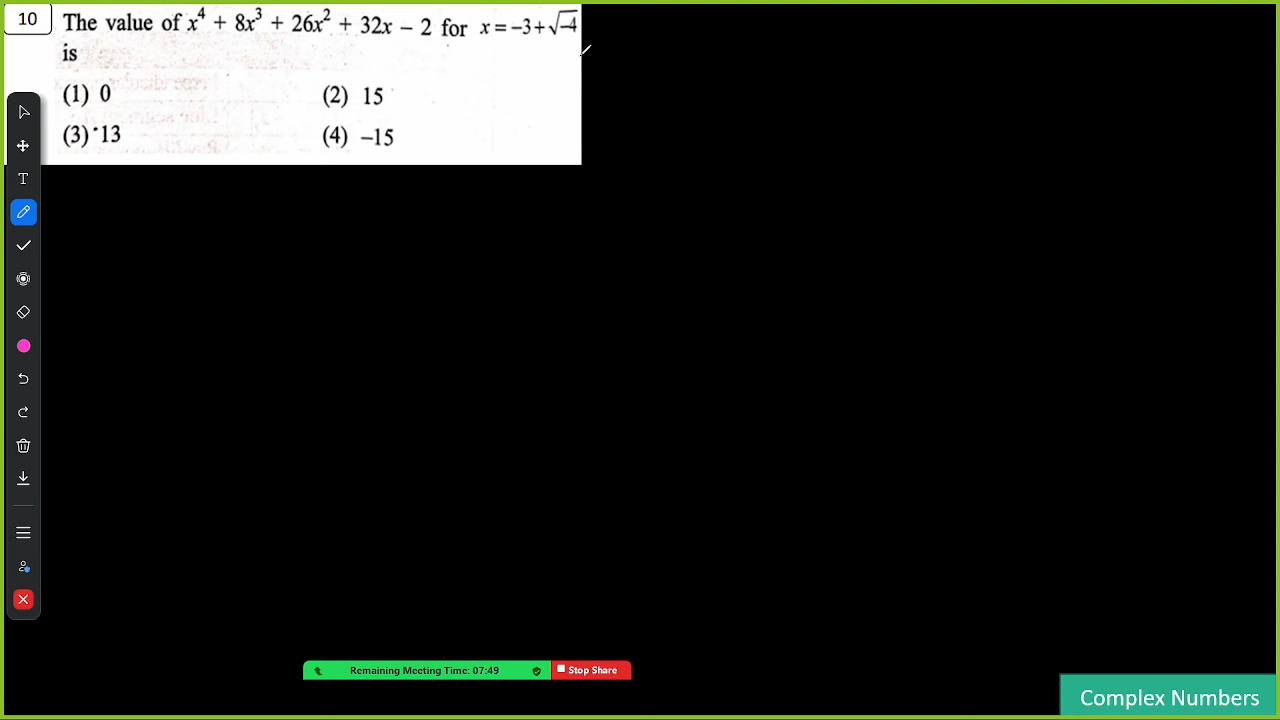 10
The value of x⁴ + 8x³ + 26x² + 32x − 2 for x = −3+√−4
is
(1) 0
(2) 15
(3) 13
(4) −15
T
Remaining Meeting Time: 07:49
Stop Share
Complex Numbers